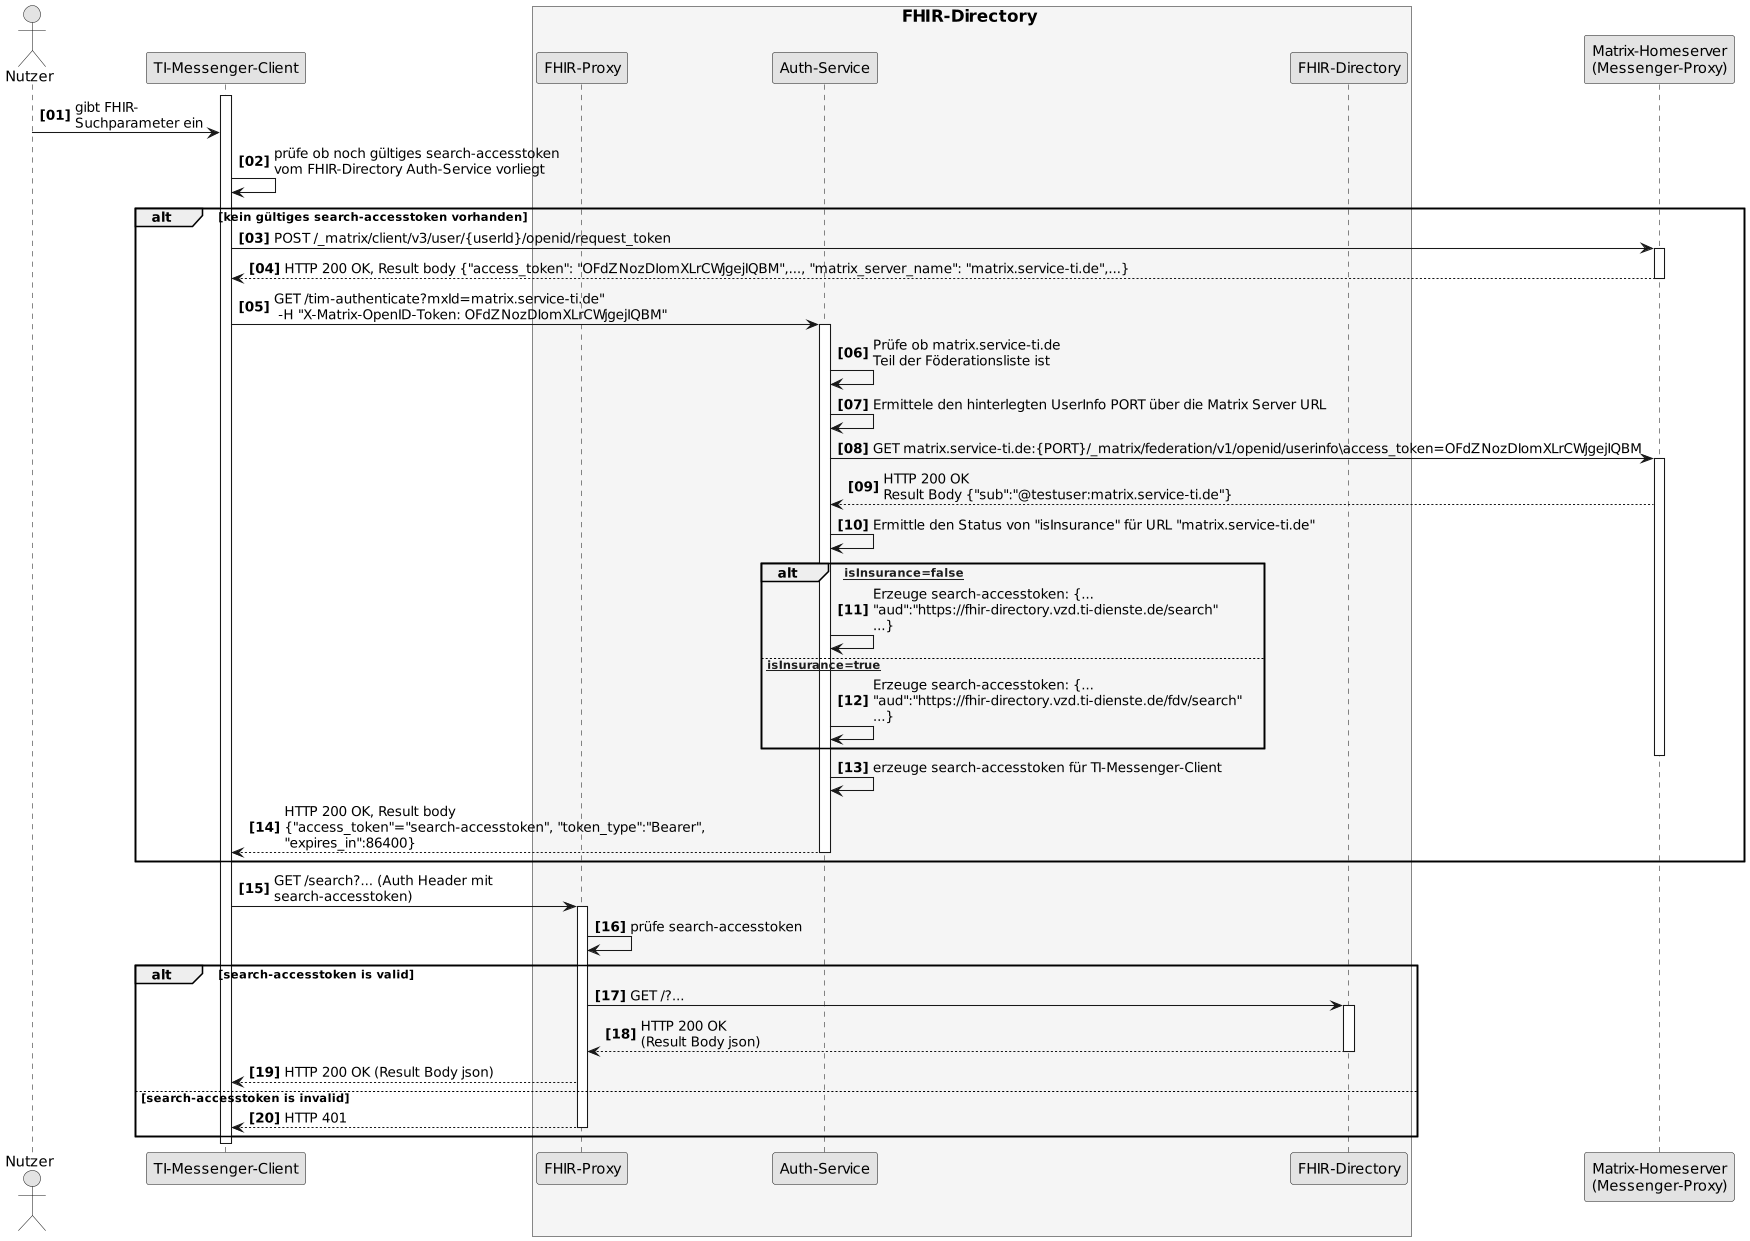 FHIR-Directory
Nutzer
TI-Messenger-Client
FHIR-Proxy
Auth-Service
FHIR-Directory
Matrix-Homeserver
(Messenger-Proxy)
[01] gibt FHIR-
Suchparameter ein
[02] prüfe ob noch gültiges search-accesstoken
vom FHIR-Directory Auth-Service vorliegt
alt [kein gültiges search-accesstoken vorhanden]
[03] POST /_matrix/client/v3/user/{userId}/openid/request_token
[04] HTTP 200 OK, Result body {"access_token": "OFdZNozDIomXLrCWjgejIQBM",..., "matrix_server_name": "matrix.service-ti.de",...}
[05] GET /tim-authenticate?mxId=matrix.service-ti.de"
-H "X-Matrix-OpenID-Token: OFdZNozDIomXLrCWjgejIQBM"
[06] Prüfe ob matrix.service-ti.de
Teil der Föderationsliste ist
[07] Ermittele den hinterlegten UserInfo PORT über die Matrix Server URL
[08] GET matrix.service-ti.de:{PORT}/_matrix/federation/v1/openid/userinfo\access_token=OFdZNozDIomXLrCWjgejIQBM
[09] HTTP 200 OK
Result Body {"sub":"@testuser:matrix.service-ti.de"}
[10] Ermittle den Status von "isInsurance" für URL "matrix.service-ti.de"
alt isInsurance=false
[11] Erzeuge search-accesstoken: {...
"aud":"https://fhir-directory.vzd.ti-dienste.de/search"
...}
isInsurance=true
[12] Erzeuge search-accesstoken: {...
"aud":"https://fhir-directory.vzd.ti-dienste.de/fdv/search"
...}
[13] erzeuge search-accesstoken für TI-Messenger-Client
[14] HTTP 200 OK, Result body
{"access_token"="search-accesstoken", "token_type":"Bearer",
"expires_in":86400}
[15] GET /search?... (Auth Header mit
search-accesstoken)
[16] prüfe search-accesstoken
alt [search-accesstoken is valid]
[17] GET /?...
[18] HTTP 200 OK
(Result Body json)
[19] HTTP 200 OK (Result Body json)
[search-accesstoken is invalid]
[20] HTTP 401
Nutzer
TI-Messenger-Client
FHIR-Proxy
Auth-Service
FHIR-Directory
Matrix-Homeserver
(Messenger-Proxy)